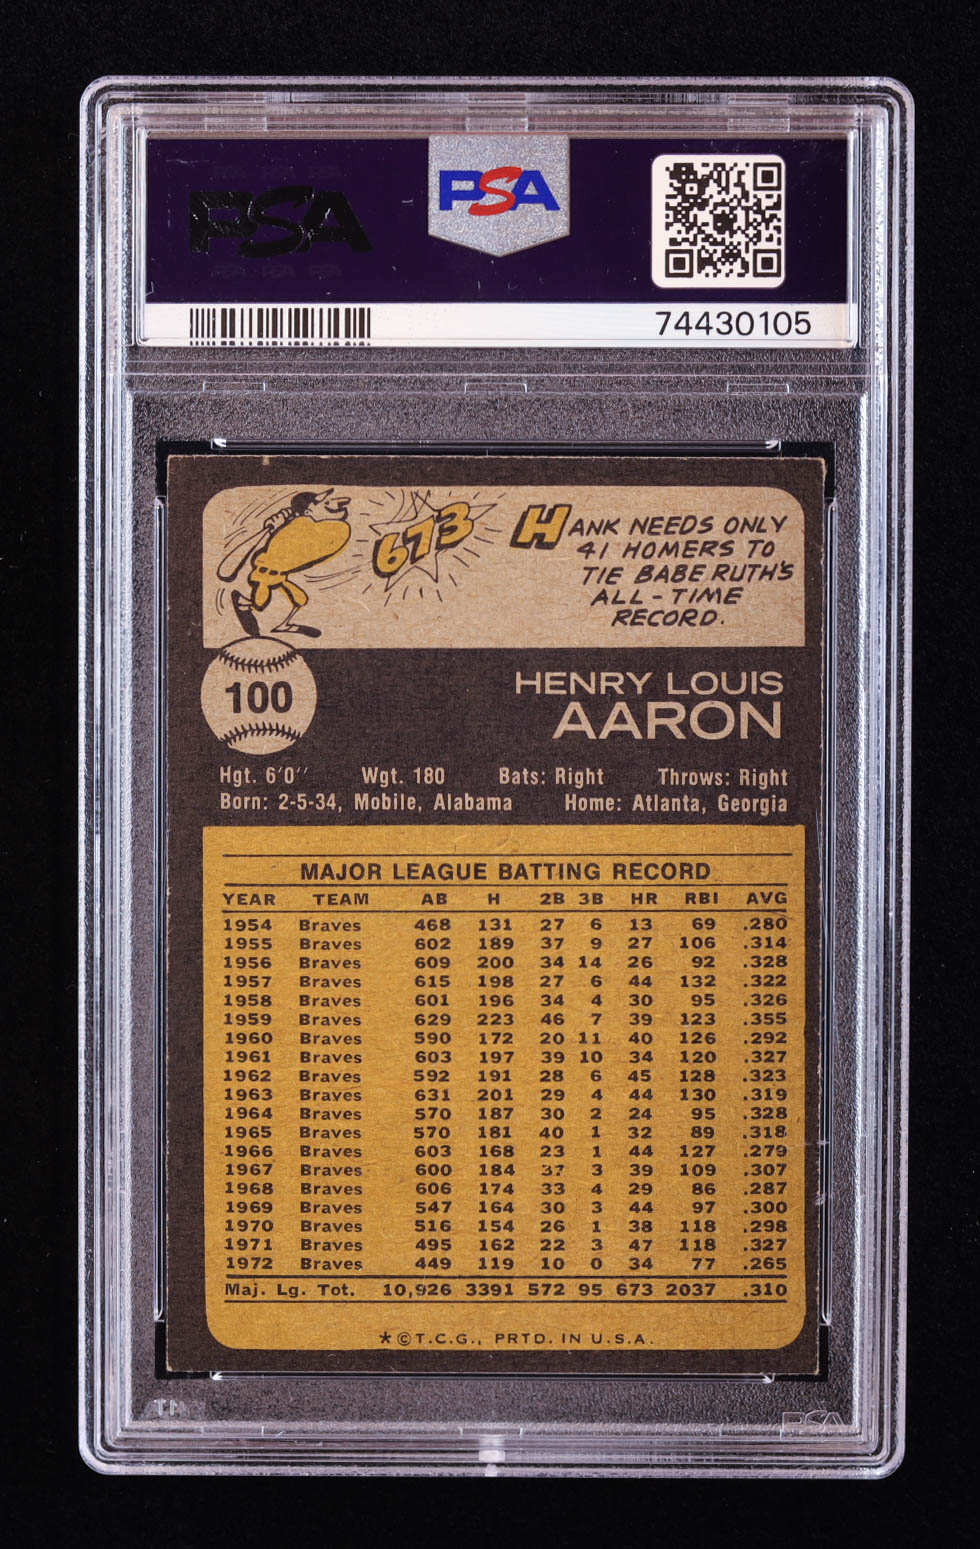 PSA
PSA
74430105
673
HANK NEEDS ONLY
41 HOMERS TO
TIE BABE RUTH'S
ALL-TIME
RECORD.
100
HENRY LOUIS
AARON
Hgt. 6'0'' Wgt. 180 Bats: Right Throws: Right
Born: 2-5-34, Mobile, Alabama Home: Atlanta, Georgia
MAJOR LEAGUE BATTING RECORD
YEAR TEAM AB H 2B 3B HR RBI AVG
1954 Braves 468 131 27 6 13 69 .280
1955 Braves 602 189 37 9 27 106 .314
1956 Braves 609 200 34 14 26 92 .328
1957 Braves 615 198 27 6 44 132 .322
1958 Braves 601 196 34 4 30 95 .326
1959 Braves 629 223 46 7 39 123 .355
1960 Braves 590 172 20 11 40 126 .292
1961 Braves 603 197 39 10 34 120 .327
1962 Braves 592 191 28 6 45 128 .323
1963 Braves 631 201 29 4 44 130 .319
1964 Braves 570 187 30 2 24 95 .328
1965 Braves 570 181 40 1 32 89 .318
1966 Braves 603 168 23 1 44 127 .279
1967 Braves 600 184 37 3 39 109 .307
1968 Braves 606 174 33 4 29 86 .287
1969 Braves 547 164 30 3 44 97 .300
1970 Braves 516 154 26 1 38 118 .298
1971 Braves 495 162 22 3 47 118 .327
1972 Braves 449 119 10 0 34 77 .265
Maj. Lg. Tot. 10,926 3391 572 95 673 2037 .310
*©T.C.G., PRTD. IN U.S.A.
PSA